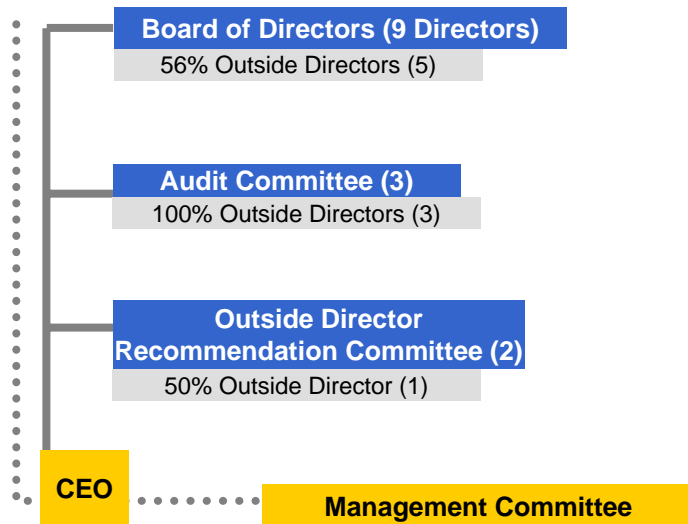 Board of Directors (9 Directors)
56% Outside Directors (5)
Audit Committee (3)
100% Outside Directors (3)
Outside Director
Recommendation Committee (2)
50% Outside Director (1)
CEO
Management Committee